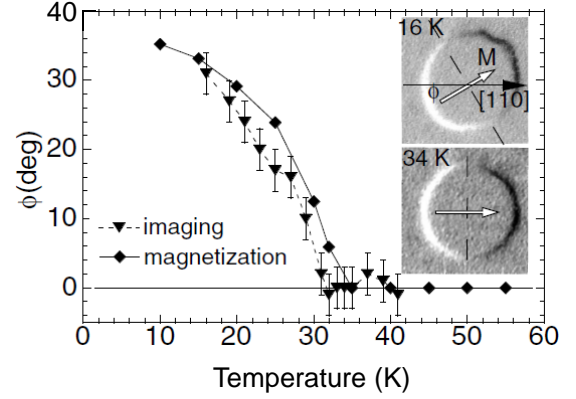 40
30
20
10
0
0 10 20 30 40 50 60
ϕ(deg)
Temperature (K)
imaging
magnetization
16 K
M
ϕ
[110]
34 K